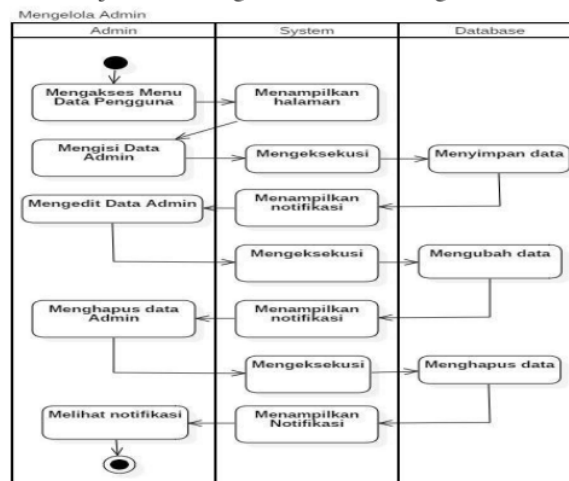 Mengelola Admin
Admin
System
Database
Mengakses Menu
Data Pengguna
Menampilkan
halaman
Mengisi Data
Admin
Mengeksekusi
Menyimpan data
Mengedit Data Admin
Menampilkan
notifikasi
Mengeksekusi
Mengubah data
Menghapus data
Admin
Menampilkan
notifikasi
Mengeksekusi
Menghapus data
Melihat notifikasi
Menampilkan
Notifikasi